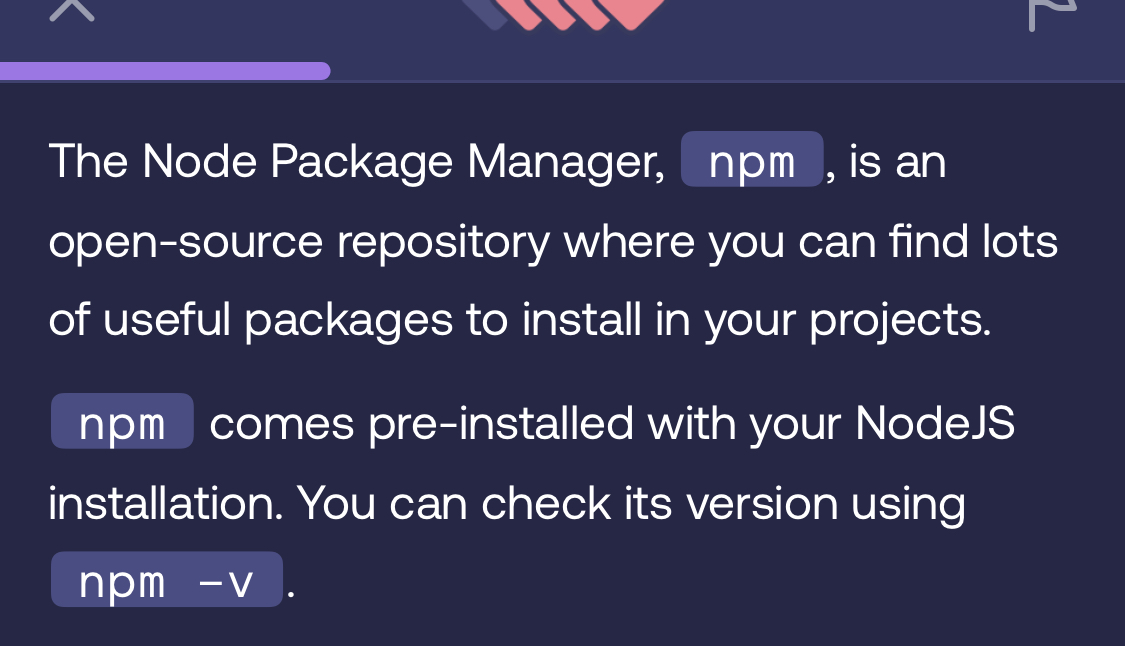 The Node Package Manager, npm, is an
open-source repository where you can find lots
of useful packages to install in your projects.
npm comes pre-installed with your NodeJS
installation. You can check its version using
npm -v.